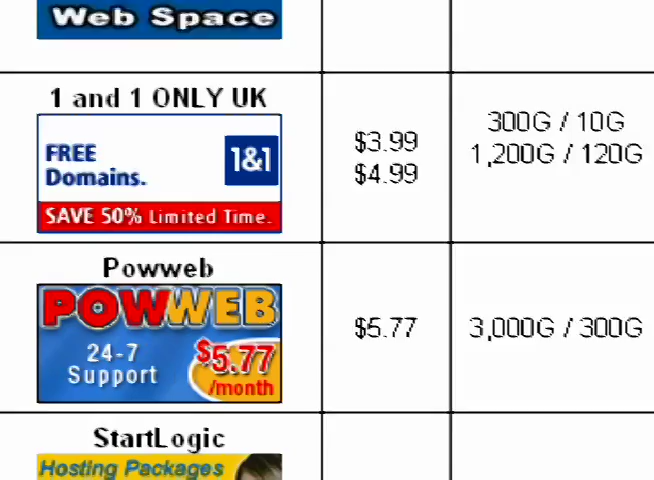 Web Space
1 and 1 ONLY UK
FREE
Domains.
1&1
SAVE 50% Limited Time.
$3.99
$4.99
300G / 10G
1,200G / 120G
Powweb
POWWEB
24-7
Support
$5.77
/month
$5.77
3,000G / 300G
StartLogic
Hosting Packages